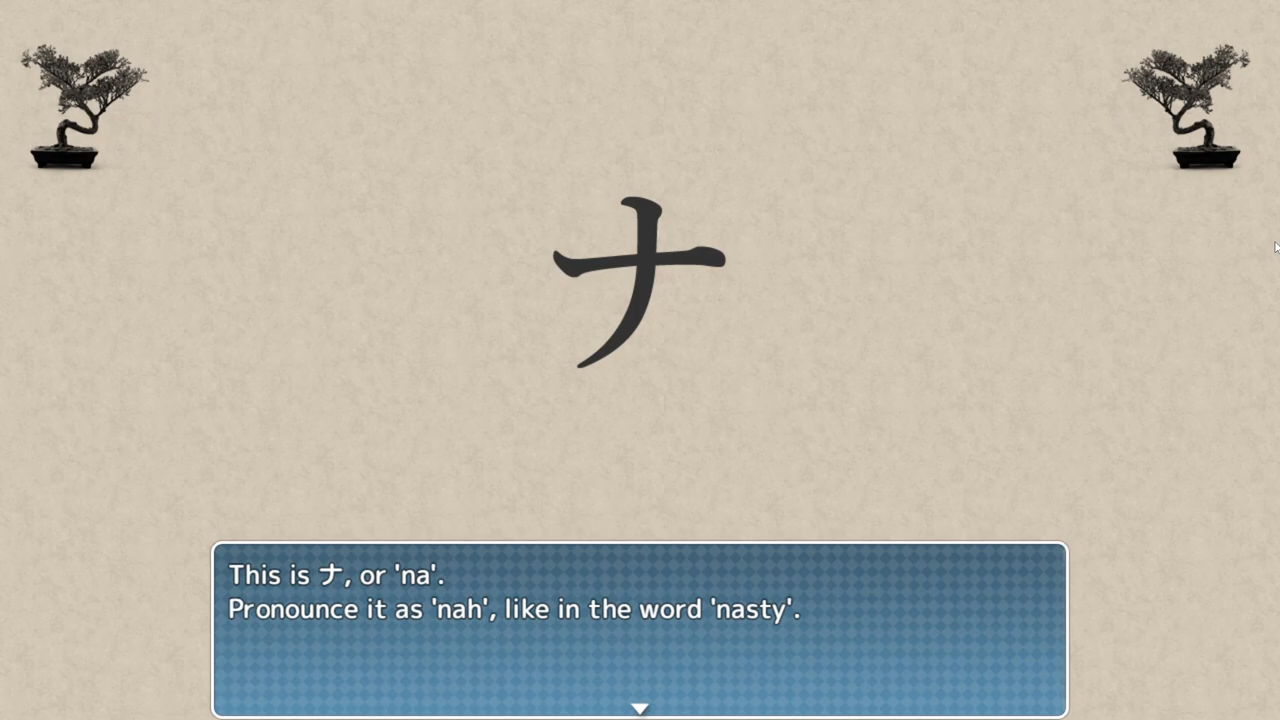 ナ
This is ナ, or 'na'.
Pronounce it as 'nah', like in the word 'nasty'.